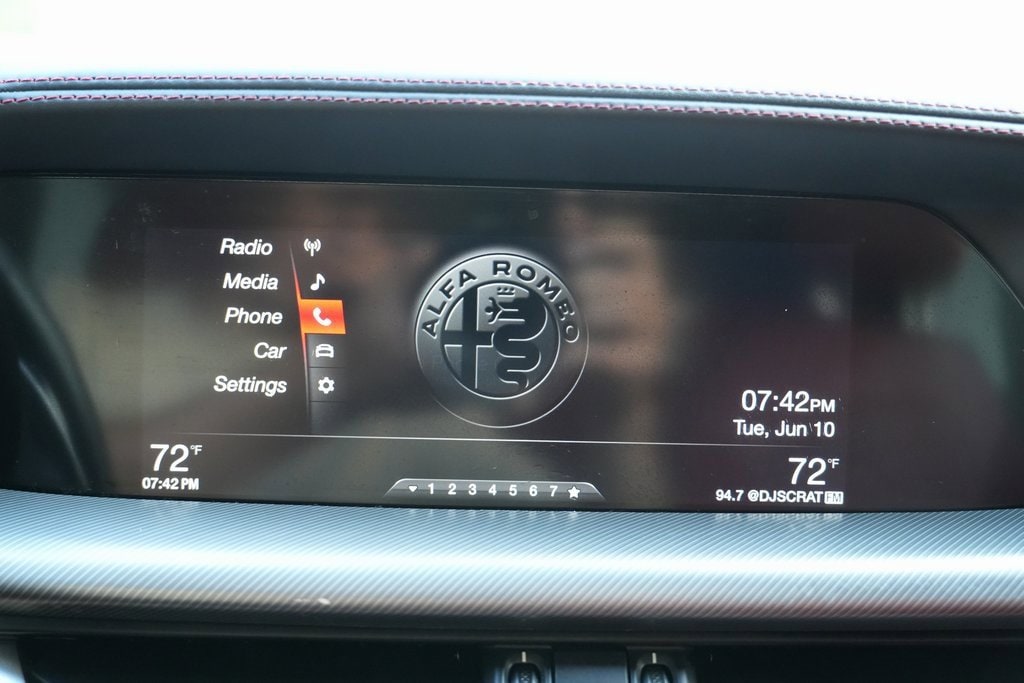 Radio
Media
Phone
Car
Settings
ALFA ROMEO
07:42PM
Tue, Jun 10
72°F
07:42 PM
1 2 3 4 5 6 7
72°F
94.7 @DJSCRAT FM